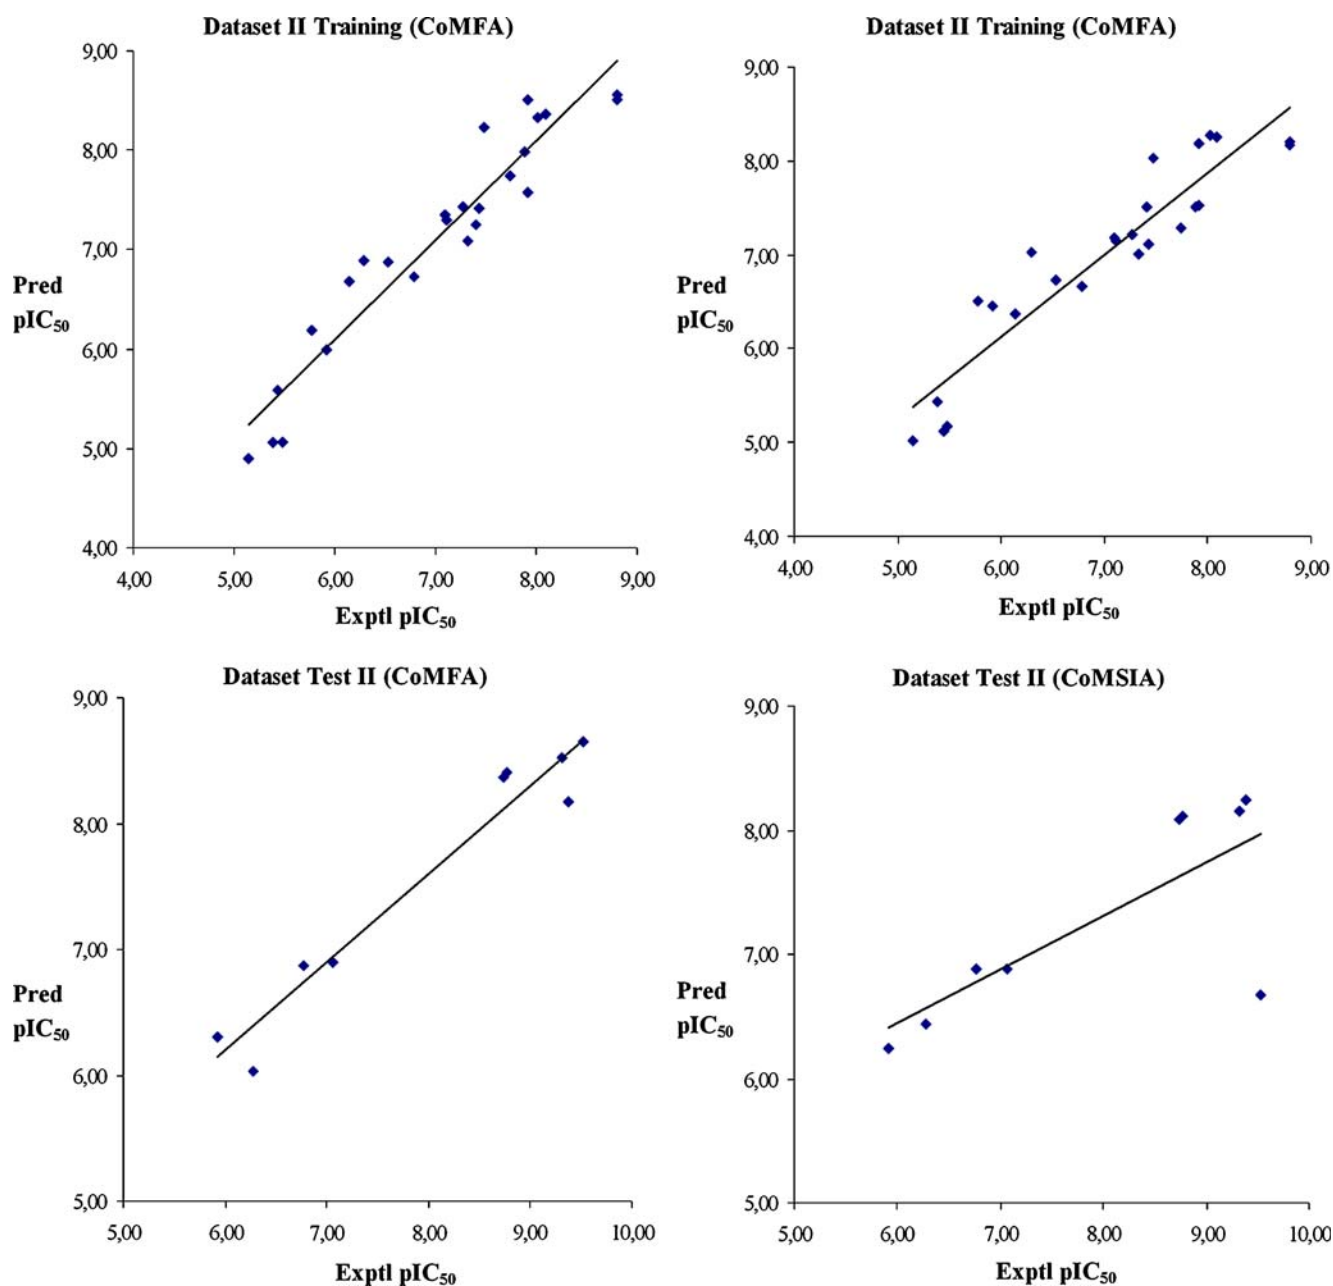 Dataset II Training (CoMFA)
9,00
8,00
7,00
6,00
5,00
4,00
Pred
pIC50
4,00 5,00 6,00 7,00 8,00 9,00
Exptl pIC50
Dataset II Training (CoMFA)
9,00
8,00
7,00
6,00
5,00
4,00
Pred
pIC50
4,00 5,00 6,00 7,00 8,00 9,00
Exptl pIC50
Dataset Test II (CoMFA)
9,00
8,00
7,00
6,00
5,00
Pred
pIC50
5,00 6,00 7,00 8,00 9,00 10,00
Exptl pIC50
Dataset Test II (CoMSIA)
9,00
8,00
7,00
6,00
5,00
Pred
pIC50
5,00 6,00 7,00 8,00 9,00 10,00
Exptl pIC50